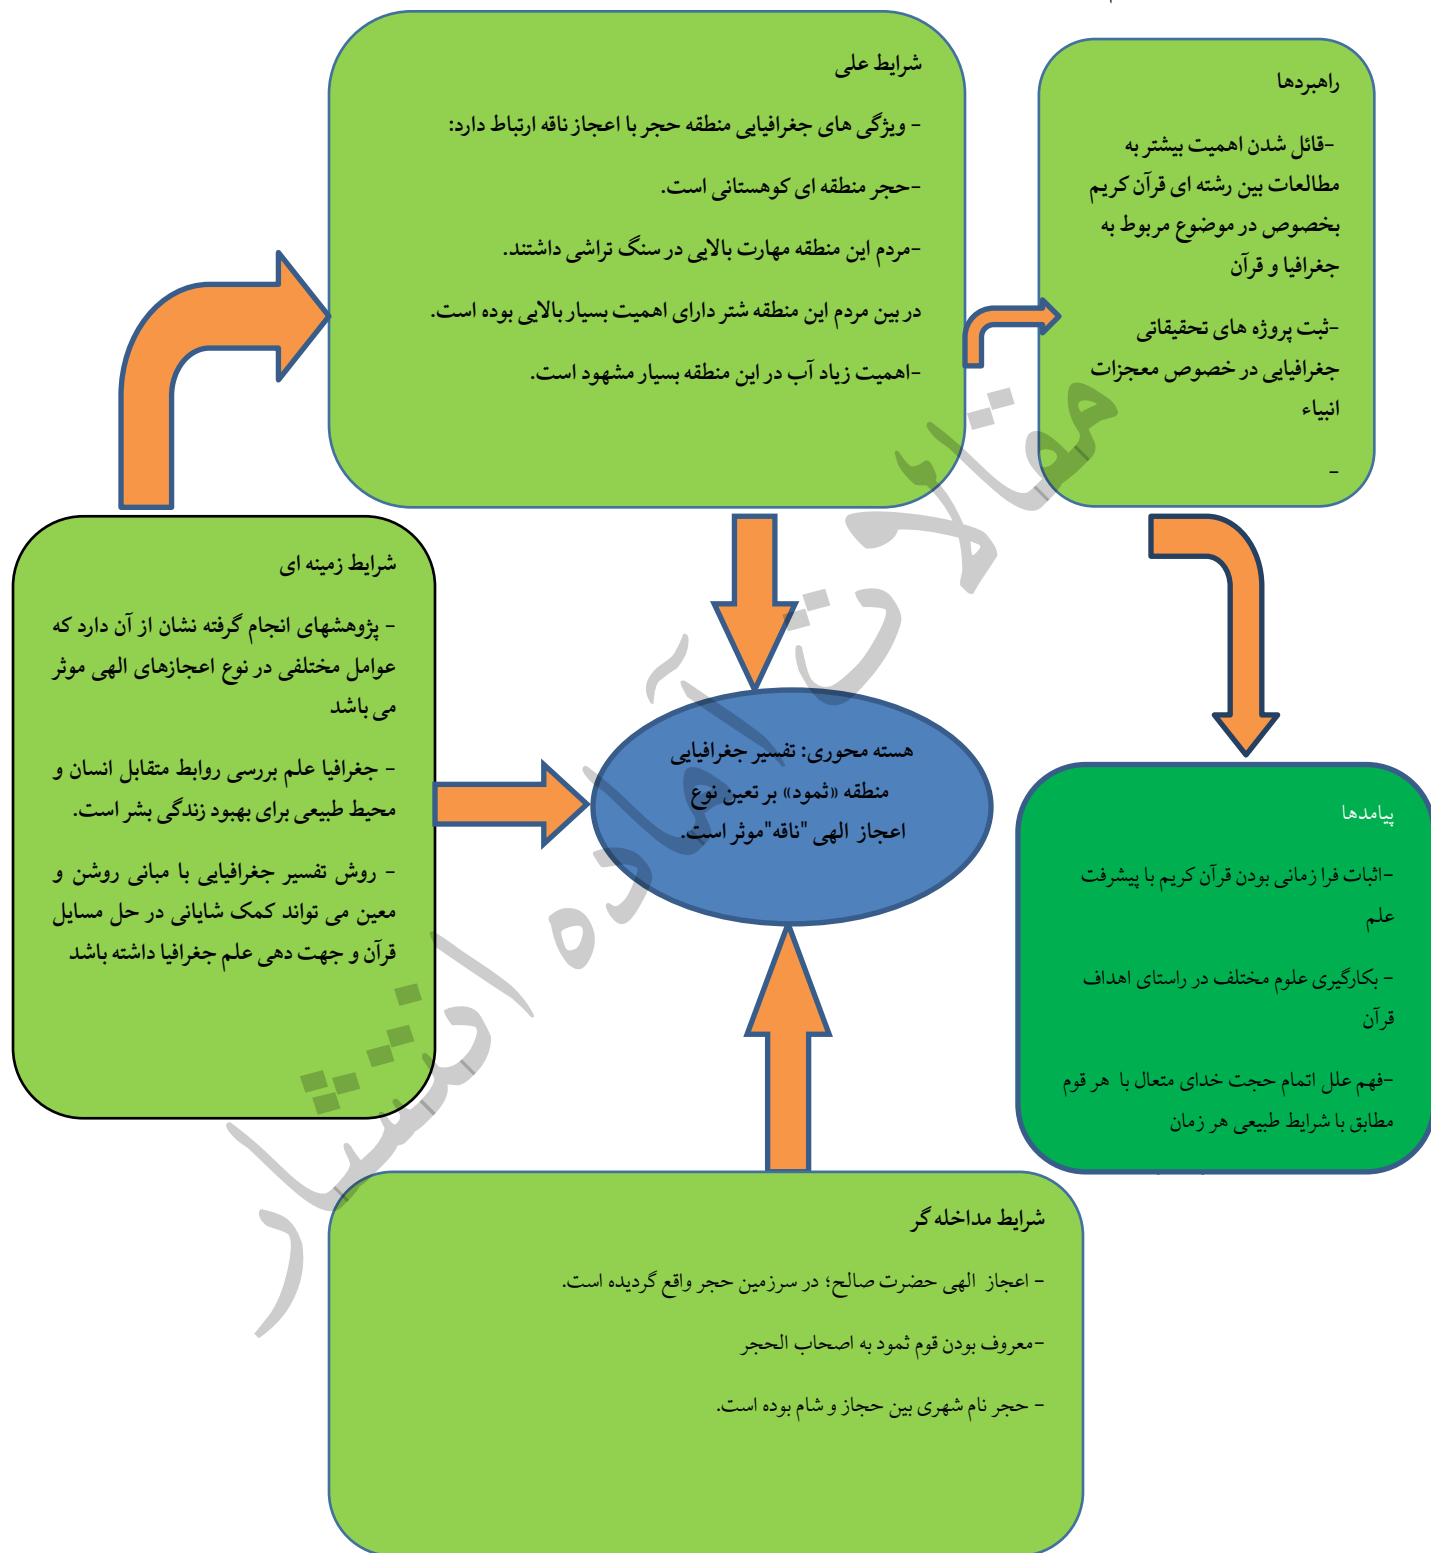 شرایط علی
- ویژگی های جغرافیایی منطقه حجر با اعجاز ناقه ارتباط دارد:
-حجر منطقه ای کوهستانی است.
-مردم این منطقه مهارت بالایی در سنگ تراشی داشتند.
در بین مردم این منطقه شتر دارای اهمیت بسیار بالایی بوده است.
-اهمیت زیاد آب در این منطقه بسیار مشهود است.
راهبردها
-قائل شدن اهمیت بیشتر به
مطالعات بین رشته ای قرآن کریم
بخصوص در موضوع مربوط به
جغرافیا و قرآن
-ثبت پروژه های تحقیقاتی
جغرافیایی در خصوص معجزات
انبیاء
-
شرایط زمینه ای
- پژوهشهای انجام گرفته نشان از آن دارد که
عوامل مختلفی در نوع اعجازهای الهی موثر
می باشد
- جغرافیا علم بررسی روابط متقابل انسان و
محیط طبیعی برای بهبود زندگی بشر است.
- روش تفسیر جغرافیایی با مبانی روشن و
معین می تواند کمک شایانی در حل مسایل
قرآن و جهت دهی علم جغرافیا داشته باشد
هسته محوری: تفسیر جغرافیایی
منطقه «ثمود» بر تعین نوع
اعجاز الهی "ناقه"موثر است.
پیامدها
-اثبات فرا زمانی بودن قرآن کریم با پیشرفت
علم
- بکارگیری علوم مختلف در راستای اهداف
قرآن
-فهم علل اتمام حجت خدای متعال با هر قوم
مطابق با شرایط طبیعی هر زمان
شرایط مداخله گر
- اعجاز الهی حضرت صالح؛ در سرزمین حجر واقع گردیده است.
-معروف بودن قوم ثمود به اصحاب الحجر
- حجر نام شهری بین حجاز و شام بوده است.
مقالات آماده انتشار